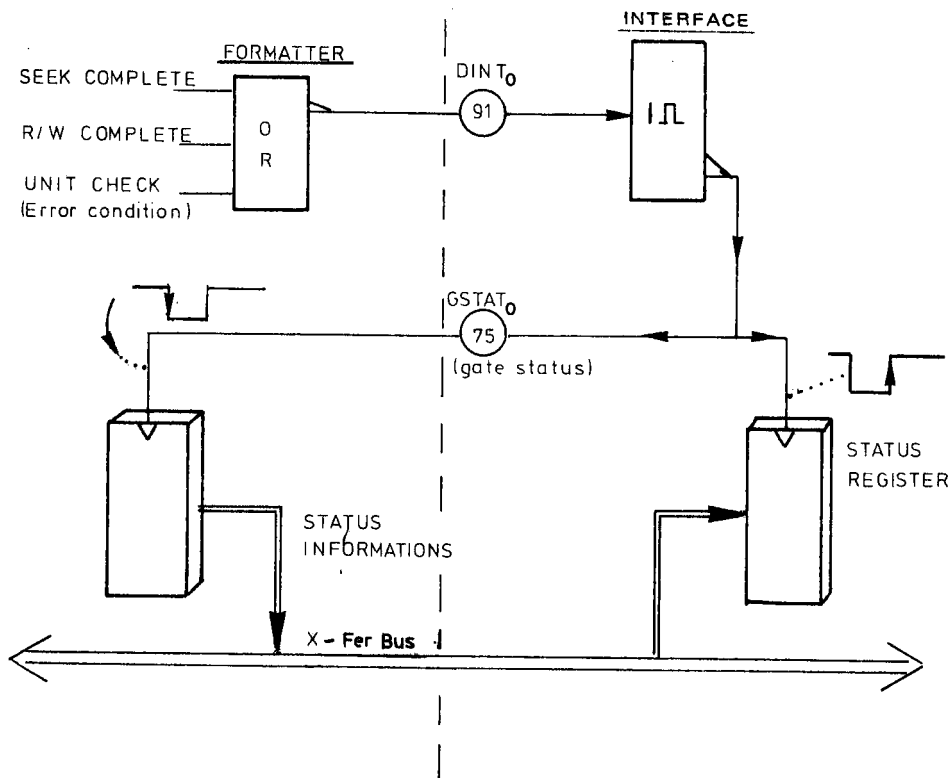 INTERFACE
FORMATTER
SEEK COMPLETE
R/W COMPLETE
UNIT CHECK
(Error condition)
O
R
DINT0
91
1
GSTAT0
75
(gate status)
STATUS
REGISTER
STATUS
INFORMATIONS
X-Fer Bus